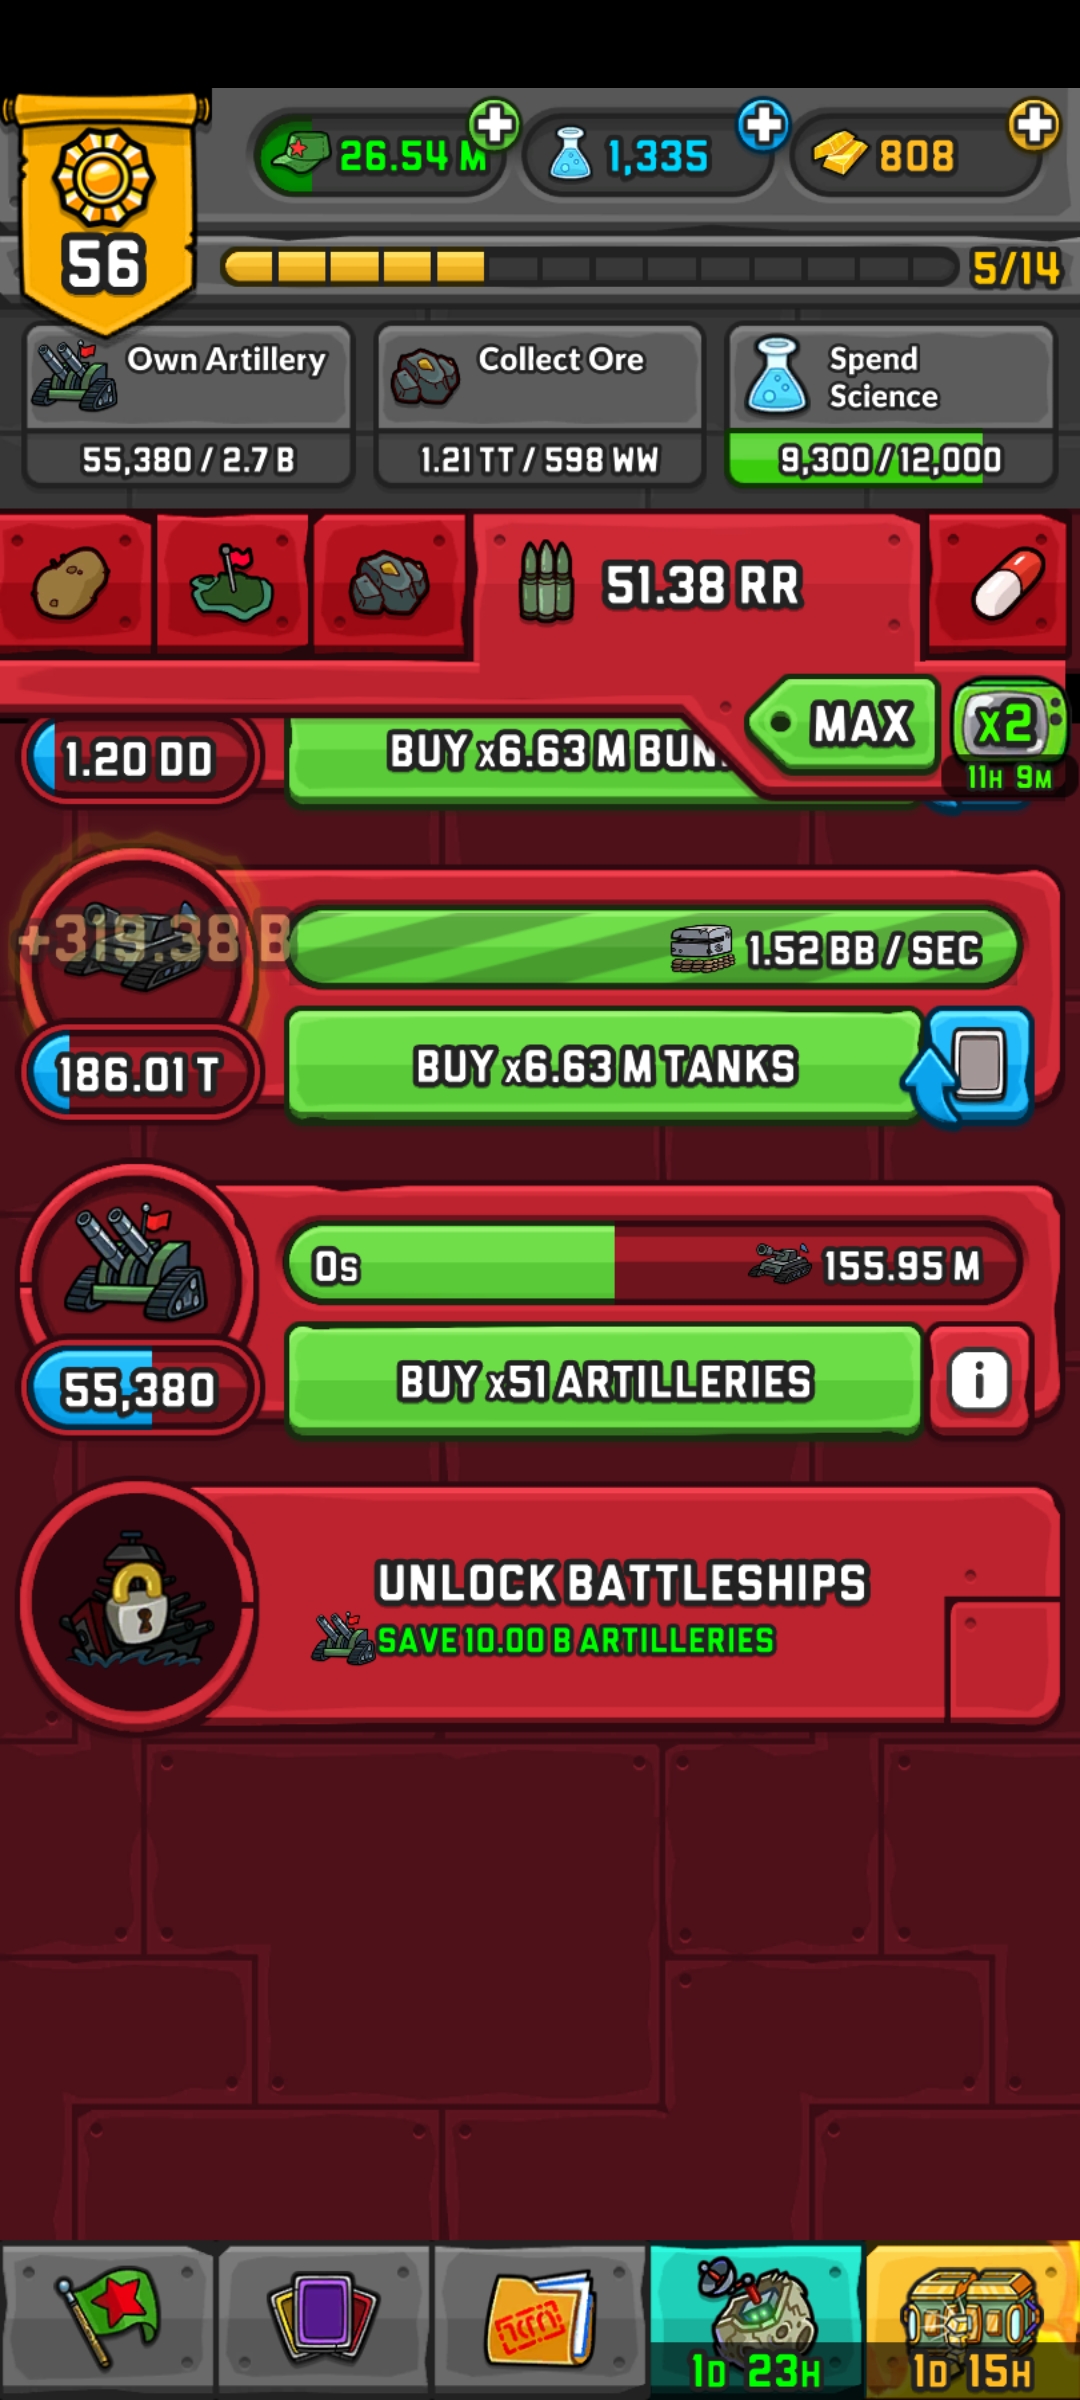 56
26.54 M
1,335
808
5/14
Own Artillery
55,380 / 2.7 B
Collect Ore
1.21 TT / 598 WW
Spend
Science
9,300 / 12,000
51.38 RR
MAX
x2
11H 9M
1.20 DD
BUY x6.63 M BUN
+319.38 B
1.52 BB / SEC
186.01 T
BUY x6.63 M TANKS
0s
155.95 M
55,380
BUY x51 ARTILLERIES
i
UNLOCK BATTLESHIPS
SAVE 10.00 B ARTILLERIES
1D 23H
1D 15H